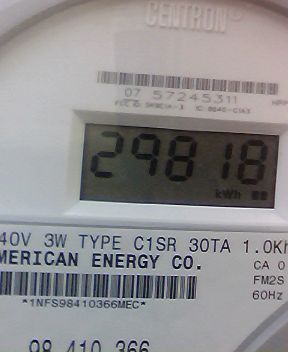 CENTRON®
07 57245311
29818
kWh
40V 3W TYPE C1SR 30TA 1.0Kh
MERICAN ENERGY CO.
CA 0
FM2S
60Hz
*1NFS98410366MEC*
98 410 366